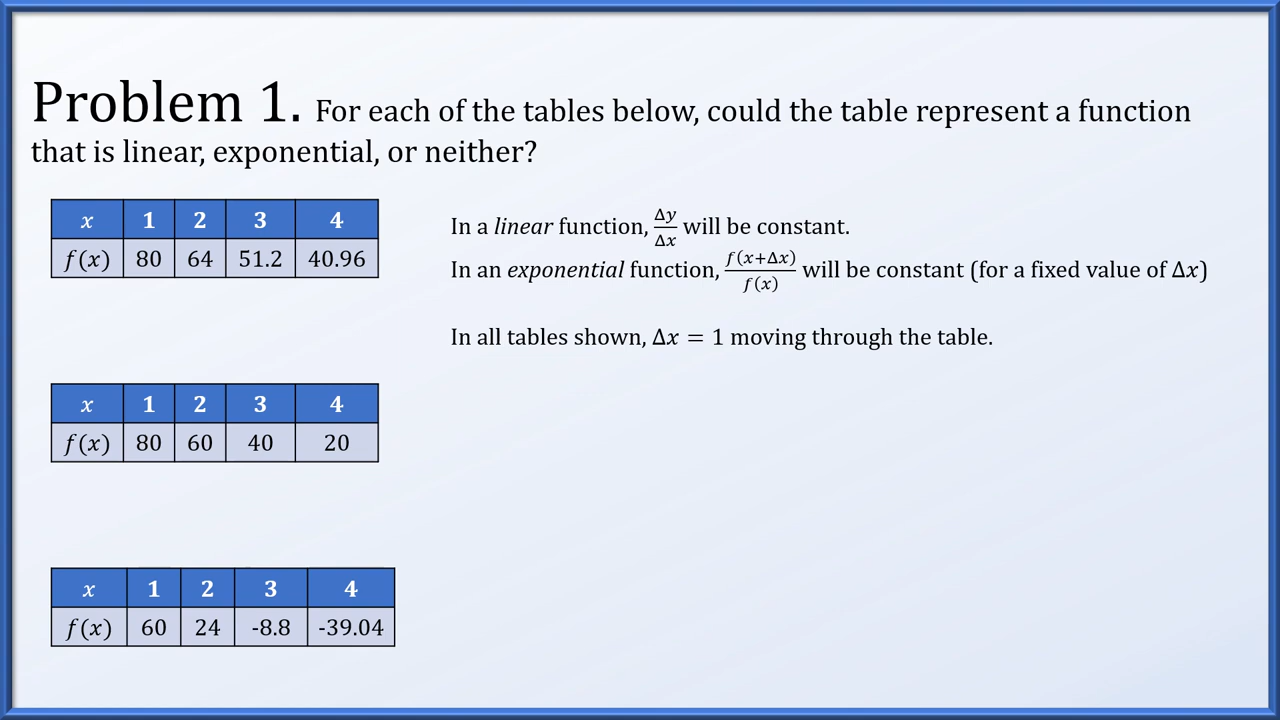 Problem 1. For each of the tables below, could the table represent a function
that is linear, exponential, or neither?
x 1 2 3 4
f(x) 80 64 51.2 40.96
In a linear function, Δy/Δx will be constant.
In an exponential function, f(x+Δx)/f(x) will be constant (for a fixed value of Δx)
In all tables shown, Δx = 1 moving through the table.
x 1 2 3 4
f(x) 80 60 40 20
x 1 2 3 4
f(x) 60 24 -8.8 -39.04